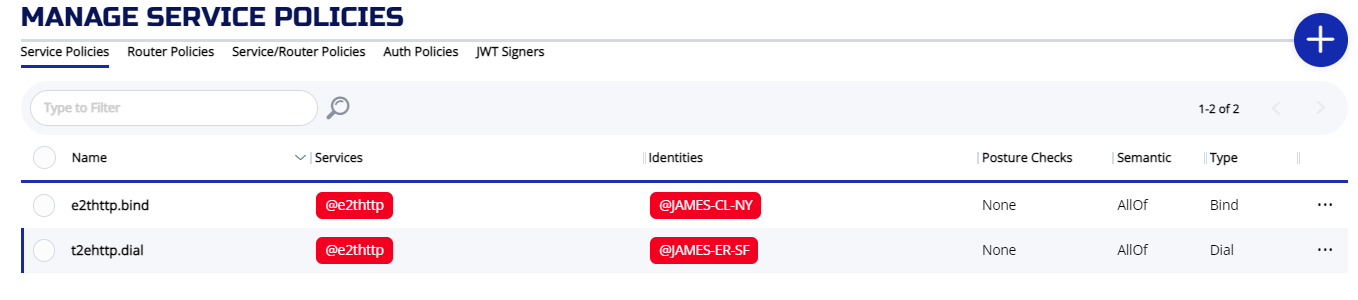 MANAGE SERVICE POLICIES
Service Policies Router Policies Service/Router Policies Auth Policies JWT Signers
Type to Filter 1-2 of 2
Name Services Identities Posture Checks Semantic Type
e2thttp.bind @e2thttp @JAMES-CL-NY None AllOf Bind
t2ehttp.dial @e2thttp @JAMES-ER-SF None AllOf Dial